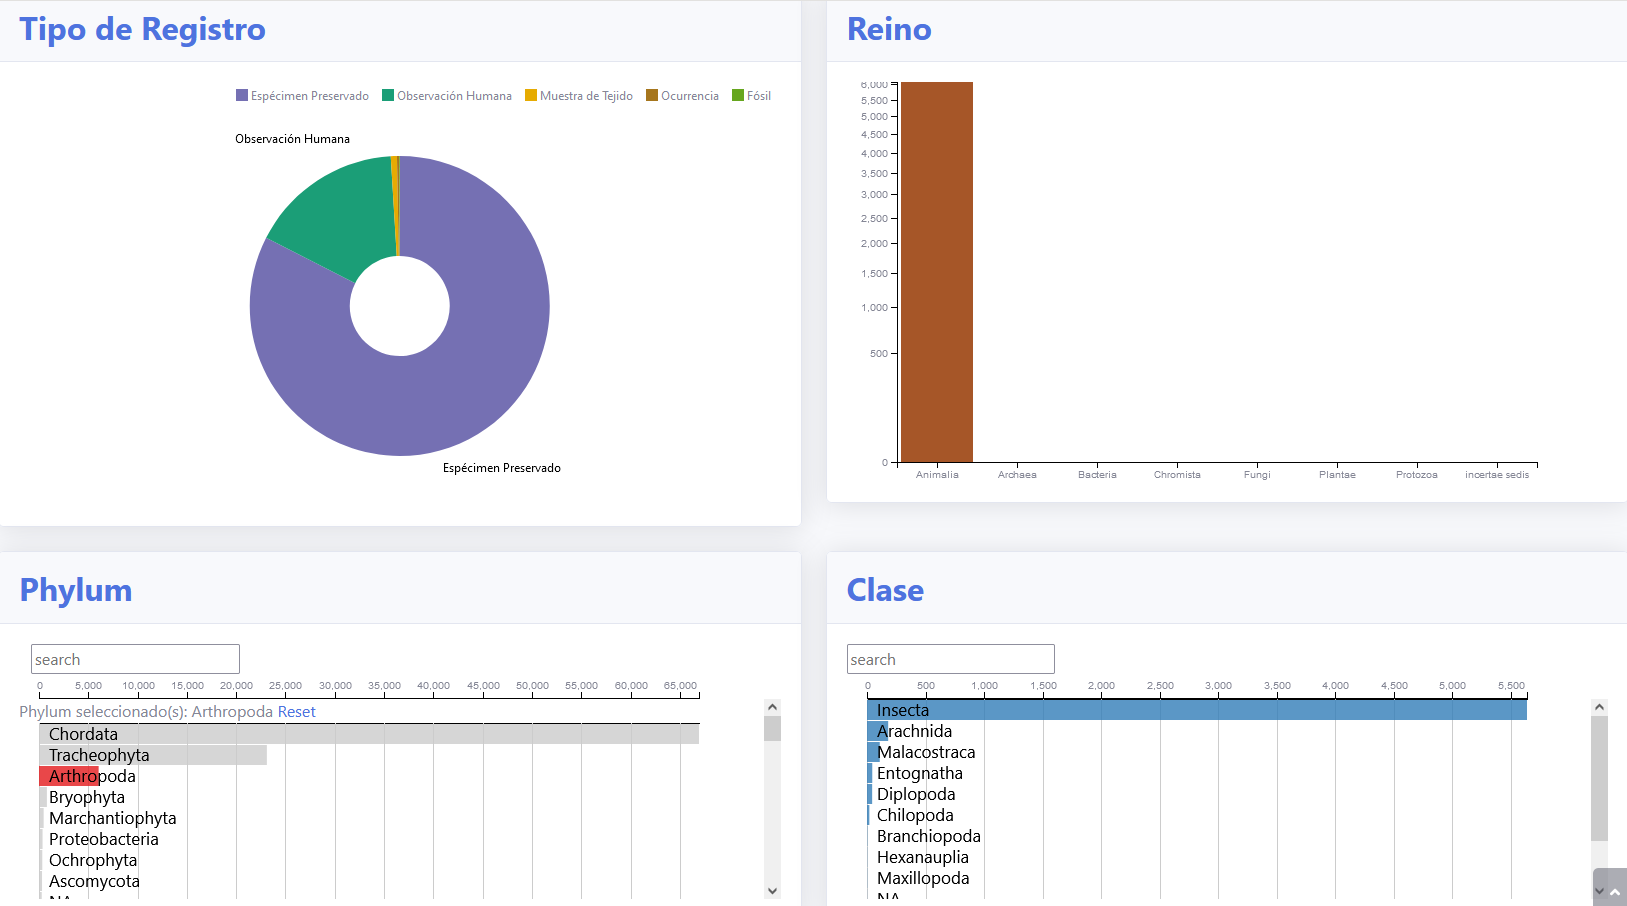 Tipo de Registro
Espécimen Preservado Observación Humana Muestra de Tejido Ocurrencia Fósil
Observación Humana
Espécimen Preservado
Reino
6,000
5,500
5,000
4,500
4,000
3,500
3,000
2,500
2,000
1,500
1,000
500
0
Animalia Archaea Bacteria Chromista Fungi Plantae Protozoa incertae sedis
Phylum
search
0 5,000 10,000 15,000 20,000 25,000 30,000 35,000 40,000 45,000 50,000 55,000 60,000 65,000
Phylum seleccionado(s): Arthropoda Reset
Chordata
Tracheophyta
Arthropoda
Bryophyta
Marchantiophyta
Proteobacteria
Ochrophyta
Ascomycota
NA
Clase
search
0 500 1,000 1,500 2,000 2,500 3,000 3,500 4,000 4,500 5,000 5,500
Insecta
Arachnida
Malacostraca
Entognatha
Diplopoda
Chilopoda
Branchiopoda
Hexanauplia
Maxillopoda
NA